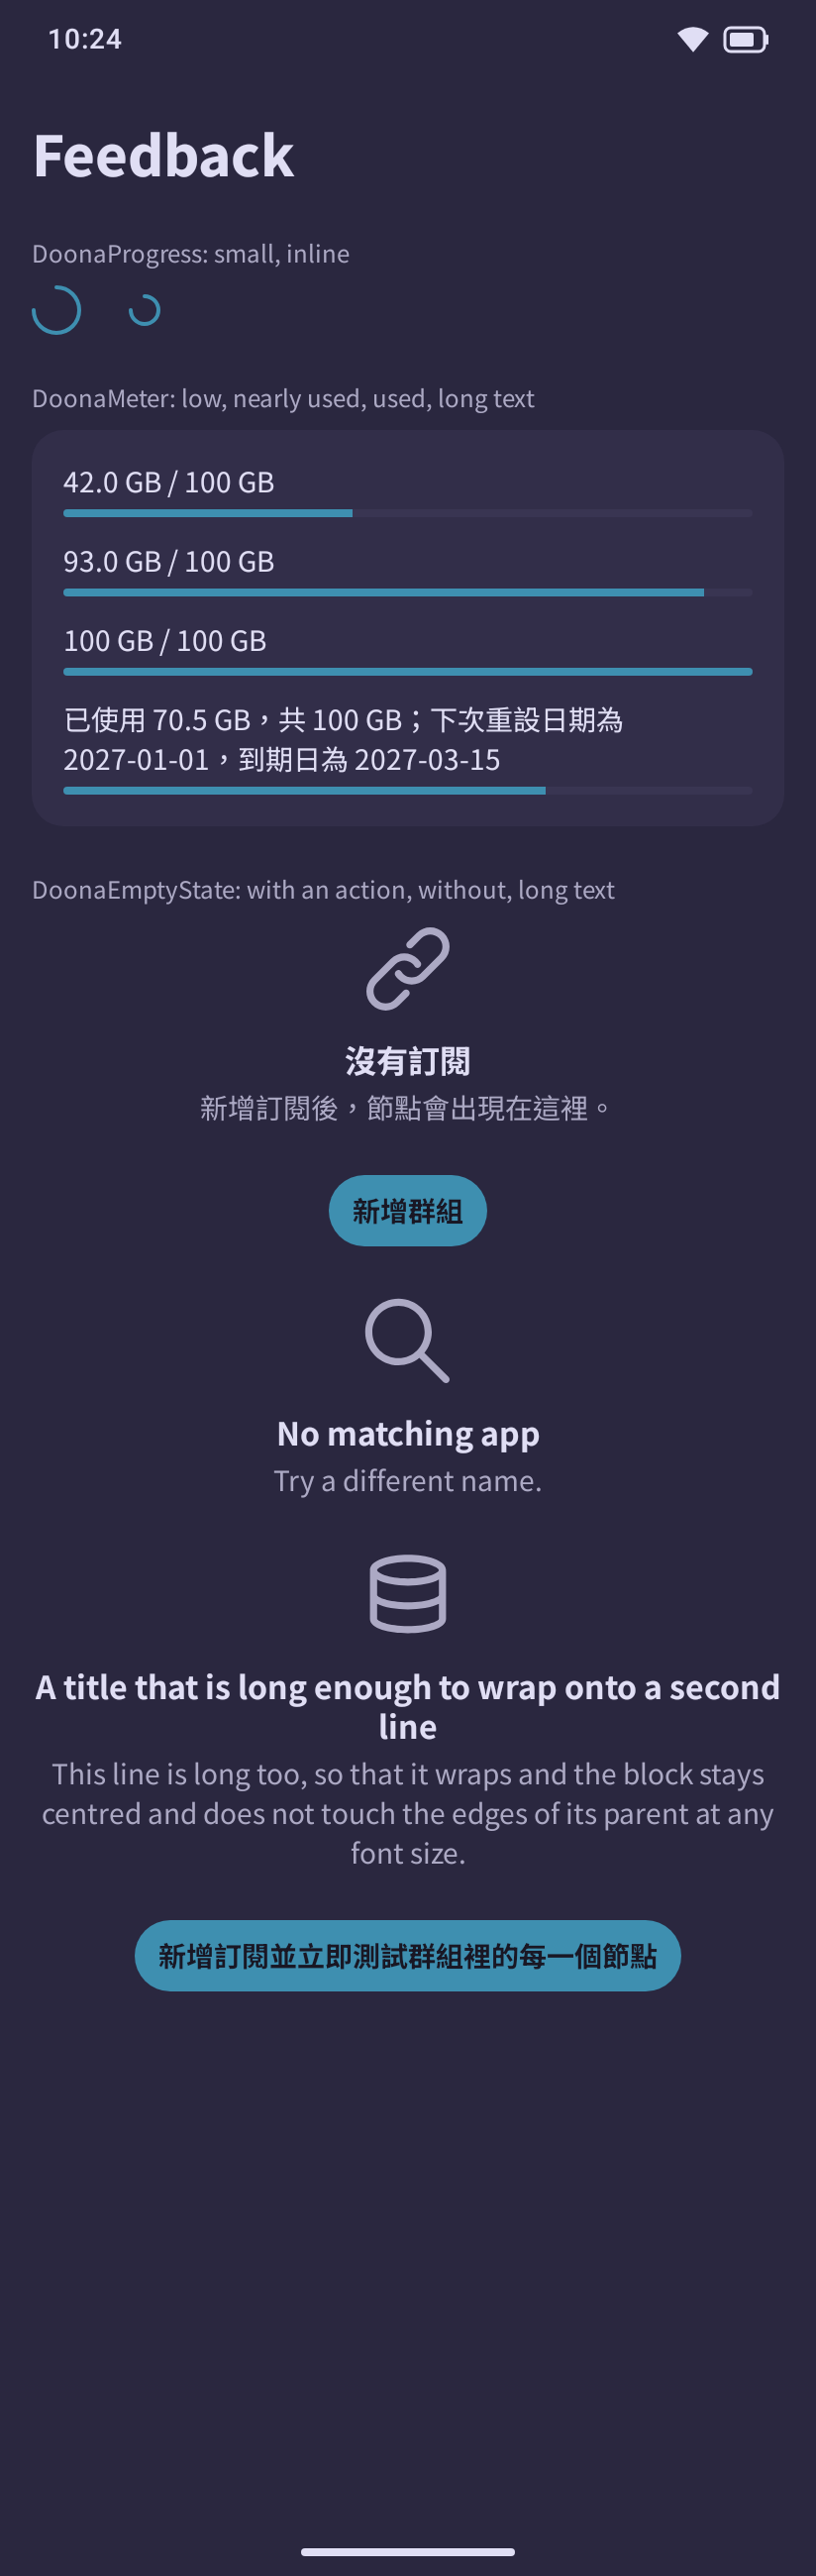 10:24
Feedback
DoonaProgress: small, inline
DoonaMeter: low, nearly used, used, long text
42.0 GB / 100 GB
93.0 GB / 100 GB
100 GB / 100 GB
已使用 70.5 GB，共 100 GB；下次重設日期為
2027-01-01，到期日為 2027-03-15
DoonaEmptyState: with an action, without, long text
沒有訂閱
新增訂閱後，節點會出現在這裡。
新增群組
No matching app
Try a different name.
A title that is long enough to wrap onto a second
line
This line is long too, so that it wraps and the block stays
centred and does not touch the edges of its parent at any
font size.
新增訂閱並立即測試群組裡的每一個節點